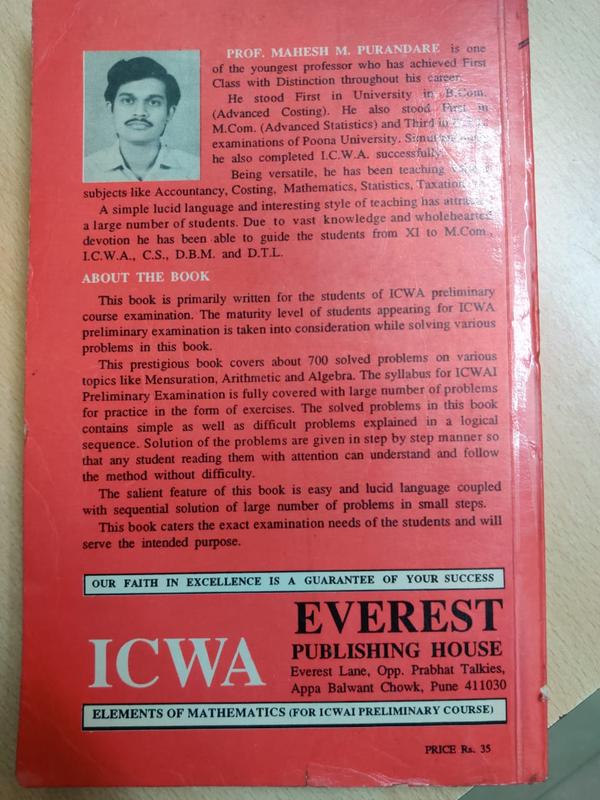 PROF. MAHESH M. PURANDARE is one
of the youngest professor who has achieved First
Class with Distinction throughout his career.
He stood First in University in B.Com.
(Advanced Costing). He also stood First in
M.Com. (Advanced Statistics) and Third in
examinations of Poona University.
he also completed I.C.W.A. successfully.
Being versatile, he has been teaching
subjects like Accountancy, Costing, Mathematics, Statistics, Taxation
A simple lucid language and interesting style of teaching has
a large number of students. Due to vast knowledge and wholehearted
devotion he has been able to guide the students from XI to M.Com.,
I.C.W.A., C.S., D.B.M. and D.T.L.
ABOUT THE BOOK
This book is primarily written for the students of ICWA preliminary
course examination. The maturity level of students appearing for ICWA
preliminary examination is taken into consideration while solving various
problems in this book.
This prestigious book covers about 700 solved problems on various
topics like Mensuration, Arithmetic and Algebra. The syllabus for ICWAI
Preliminary Examination is fully covered with large number of problems
for practice in the form of exercises. The solved problems in this book
contains simple as well as difficult problems explained in a logical
sequence. Solution of the problems are given in step by step manner so
that any student reading them with attention can understand and follow
the method without difficulty.
The salient feature of this book is easy and lucid language coupled
with sequential solution of large number of problems in small steps.
This book caters the exact examination needs of the students and will
serve the intended purpose.
OUR FAITH IN EXCELLENCE IS A GUARANTEE OF YOUR SUCCESS
ICWA
EVEREST
PUBLISHING HOUSE
Everest Lane, Opp. Prabhat Talkies,
Appa Balwant Chowk, Pune 411030
ELEMENTS OF MATHEMATICS (FOR ICWAI PRELIMINARY COURSE)
PRICE Rs. 35